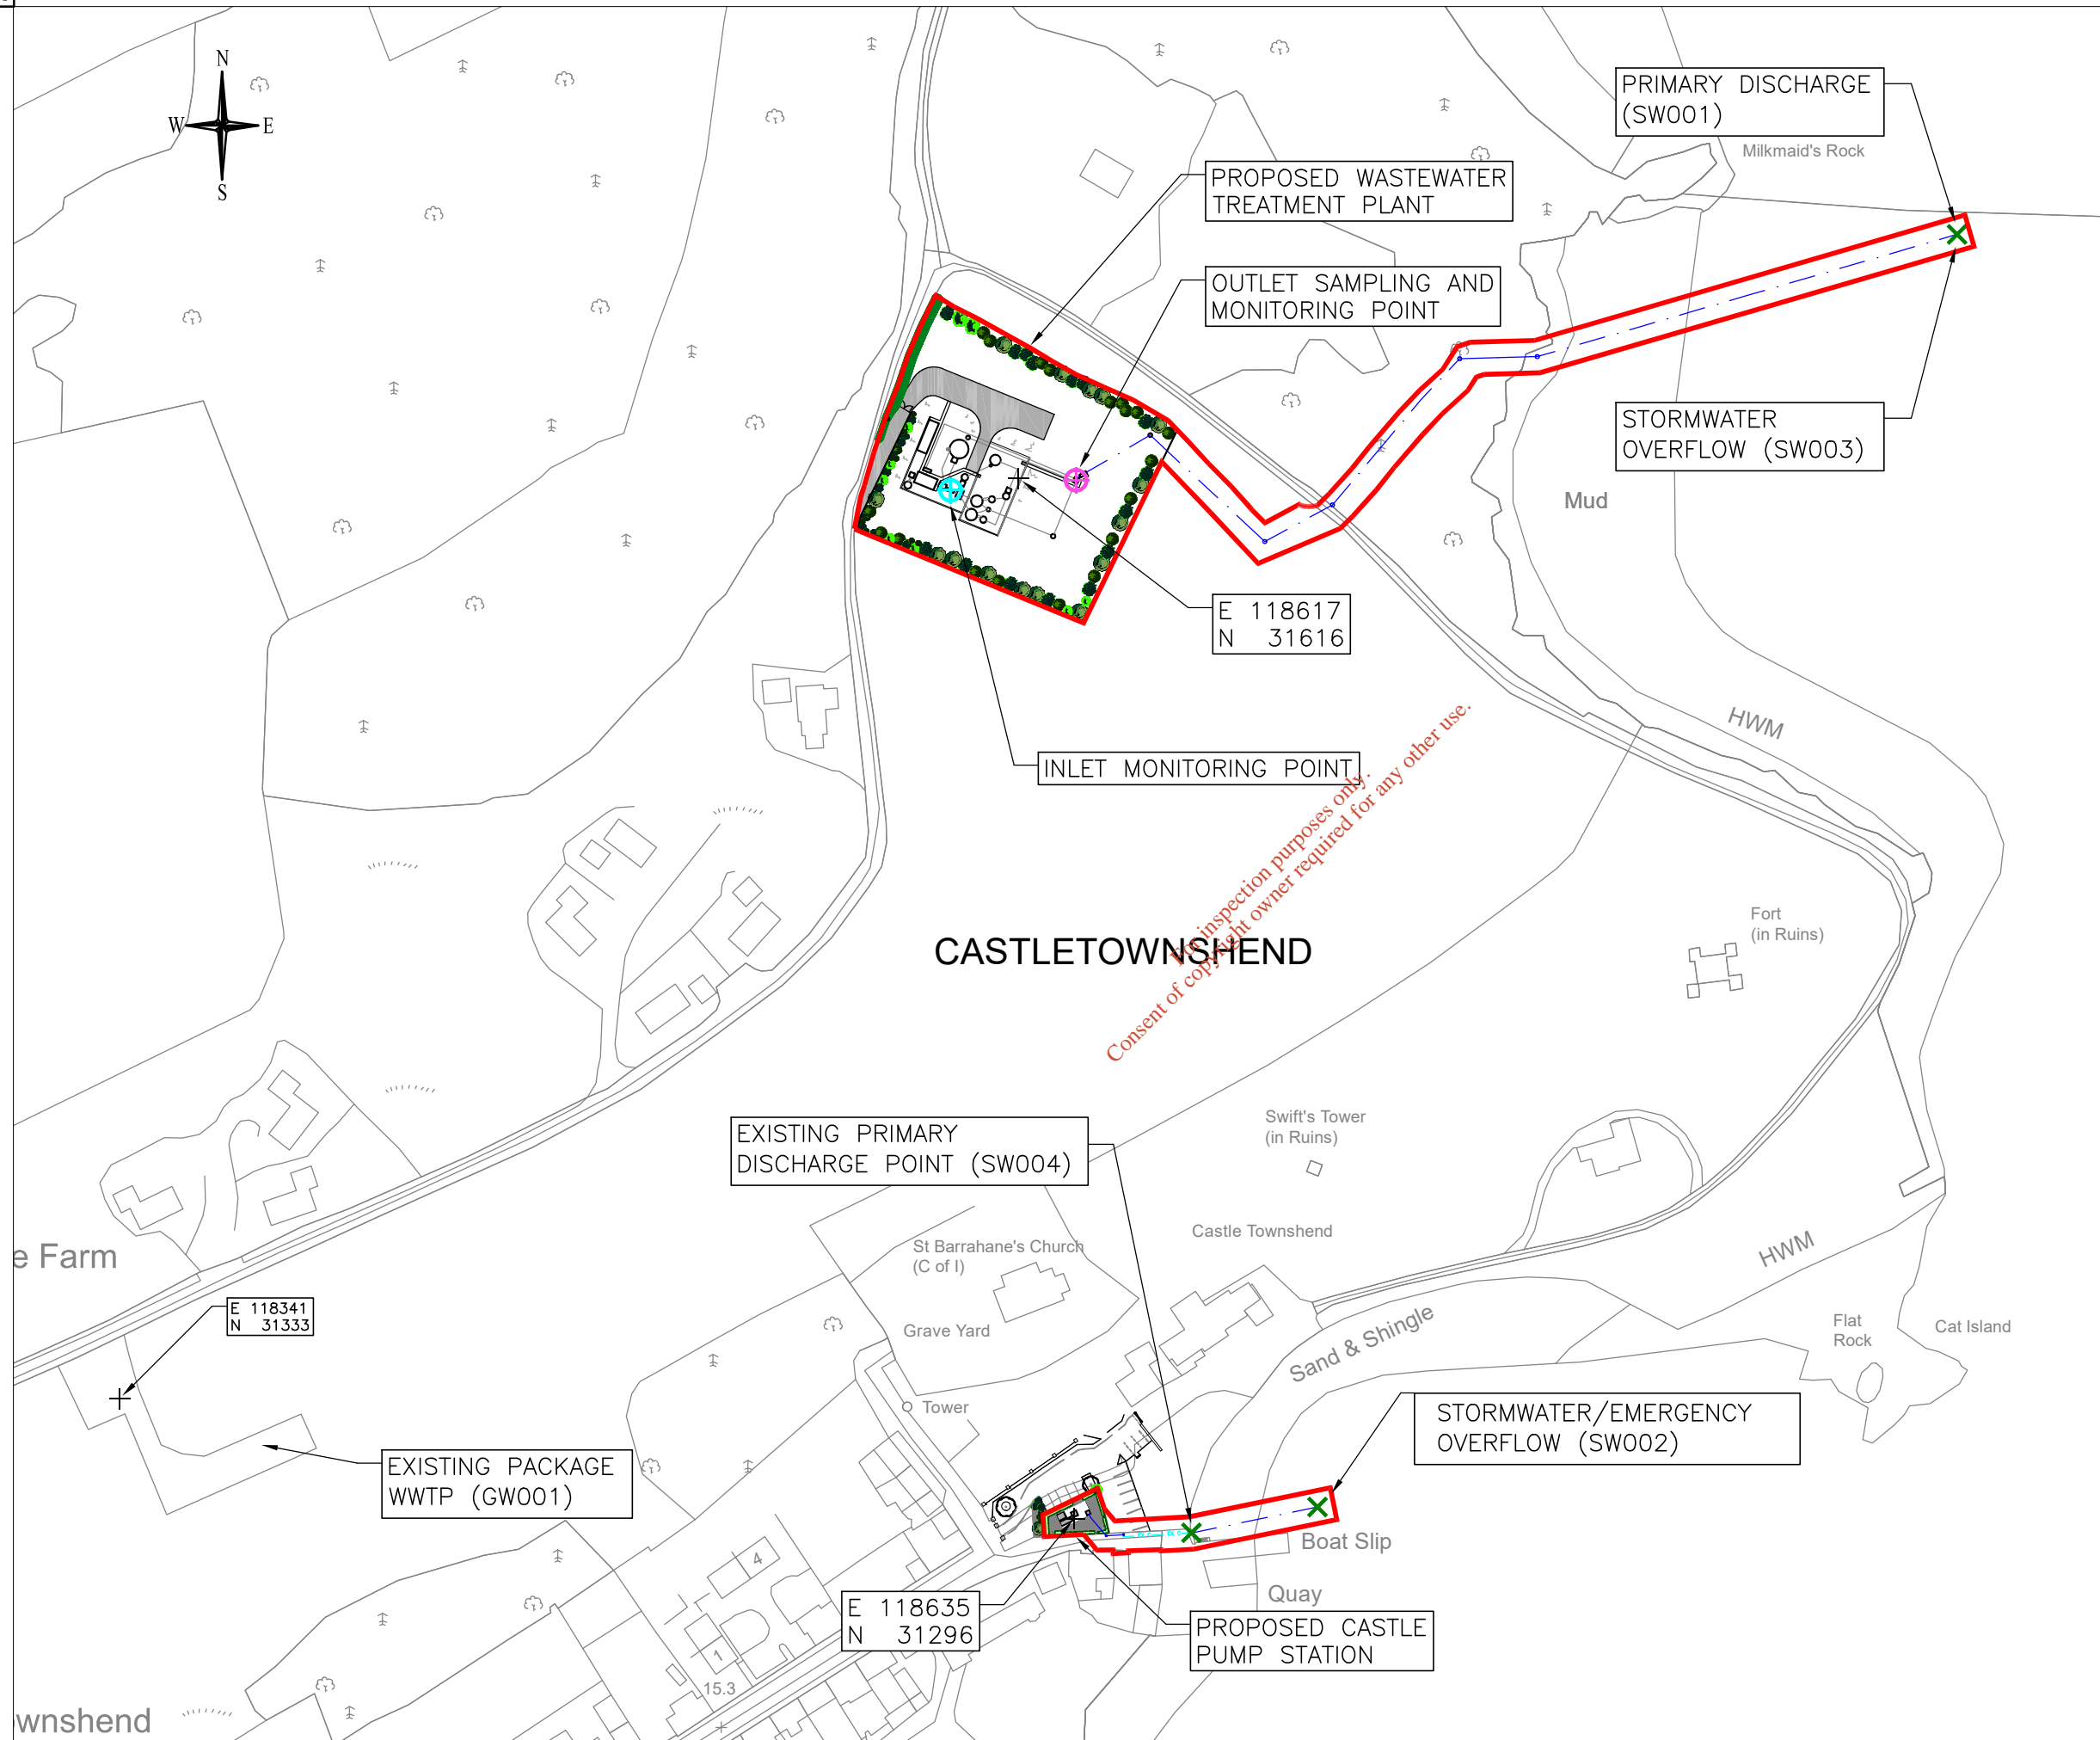 N
W E
S
PRIMARY DISCHARGE
(SW001)
Milkmaid's Rock
PROPOSED WASTEWATER
TREATMENT PLANT
OUTLET SAMPLING AND
MONITORING POINT
STORMWATER
OVERFLOW (SW003)
Mud
E 118617
N 31616
HWM
INLET MONITORING POINT
For inspection purposes only.
Consent of copyright owner required for any other use.
CASTLETOWNSHEND
Fort
(in Ruins)
EXISTING PRIMARY
DISCHARGE POINT (SW004)
Swift's Tower
(in Ruins)
Castle Townshend
St Barrahane's Church
(C of I)
HWM
e Farm
E 118341
N 31333
Grave Yard
Sand & Shingle
Flat
Rock
Cat Island
Tower
STORMWATER/EMERGENCY
OVERFLOW (SW002)
EXISTING PACKAGE
WWTP (GW001)
Boat Slip
4
Quay
E 118635
N 31296
PROPOSED CASTLE
PUMP STATION
1
15.3
ownshend